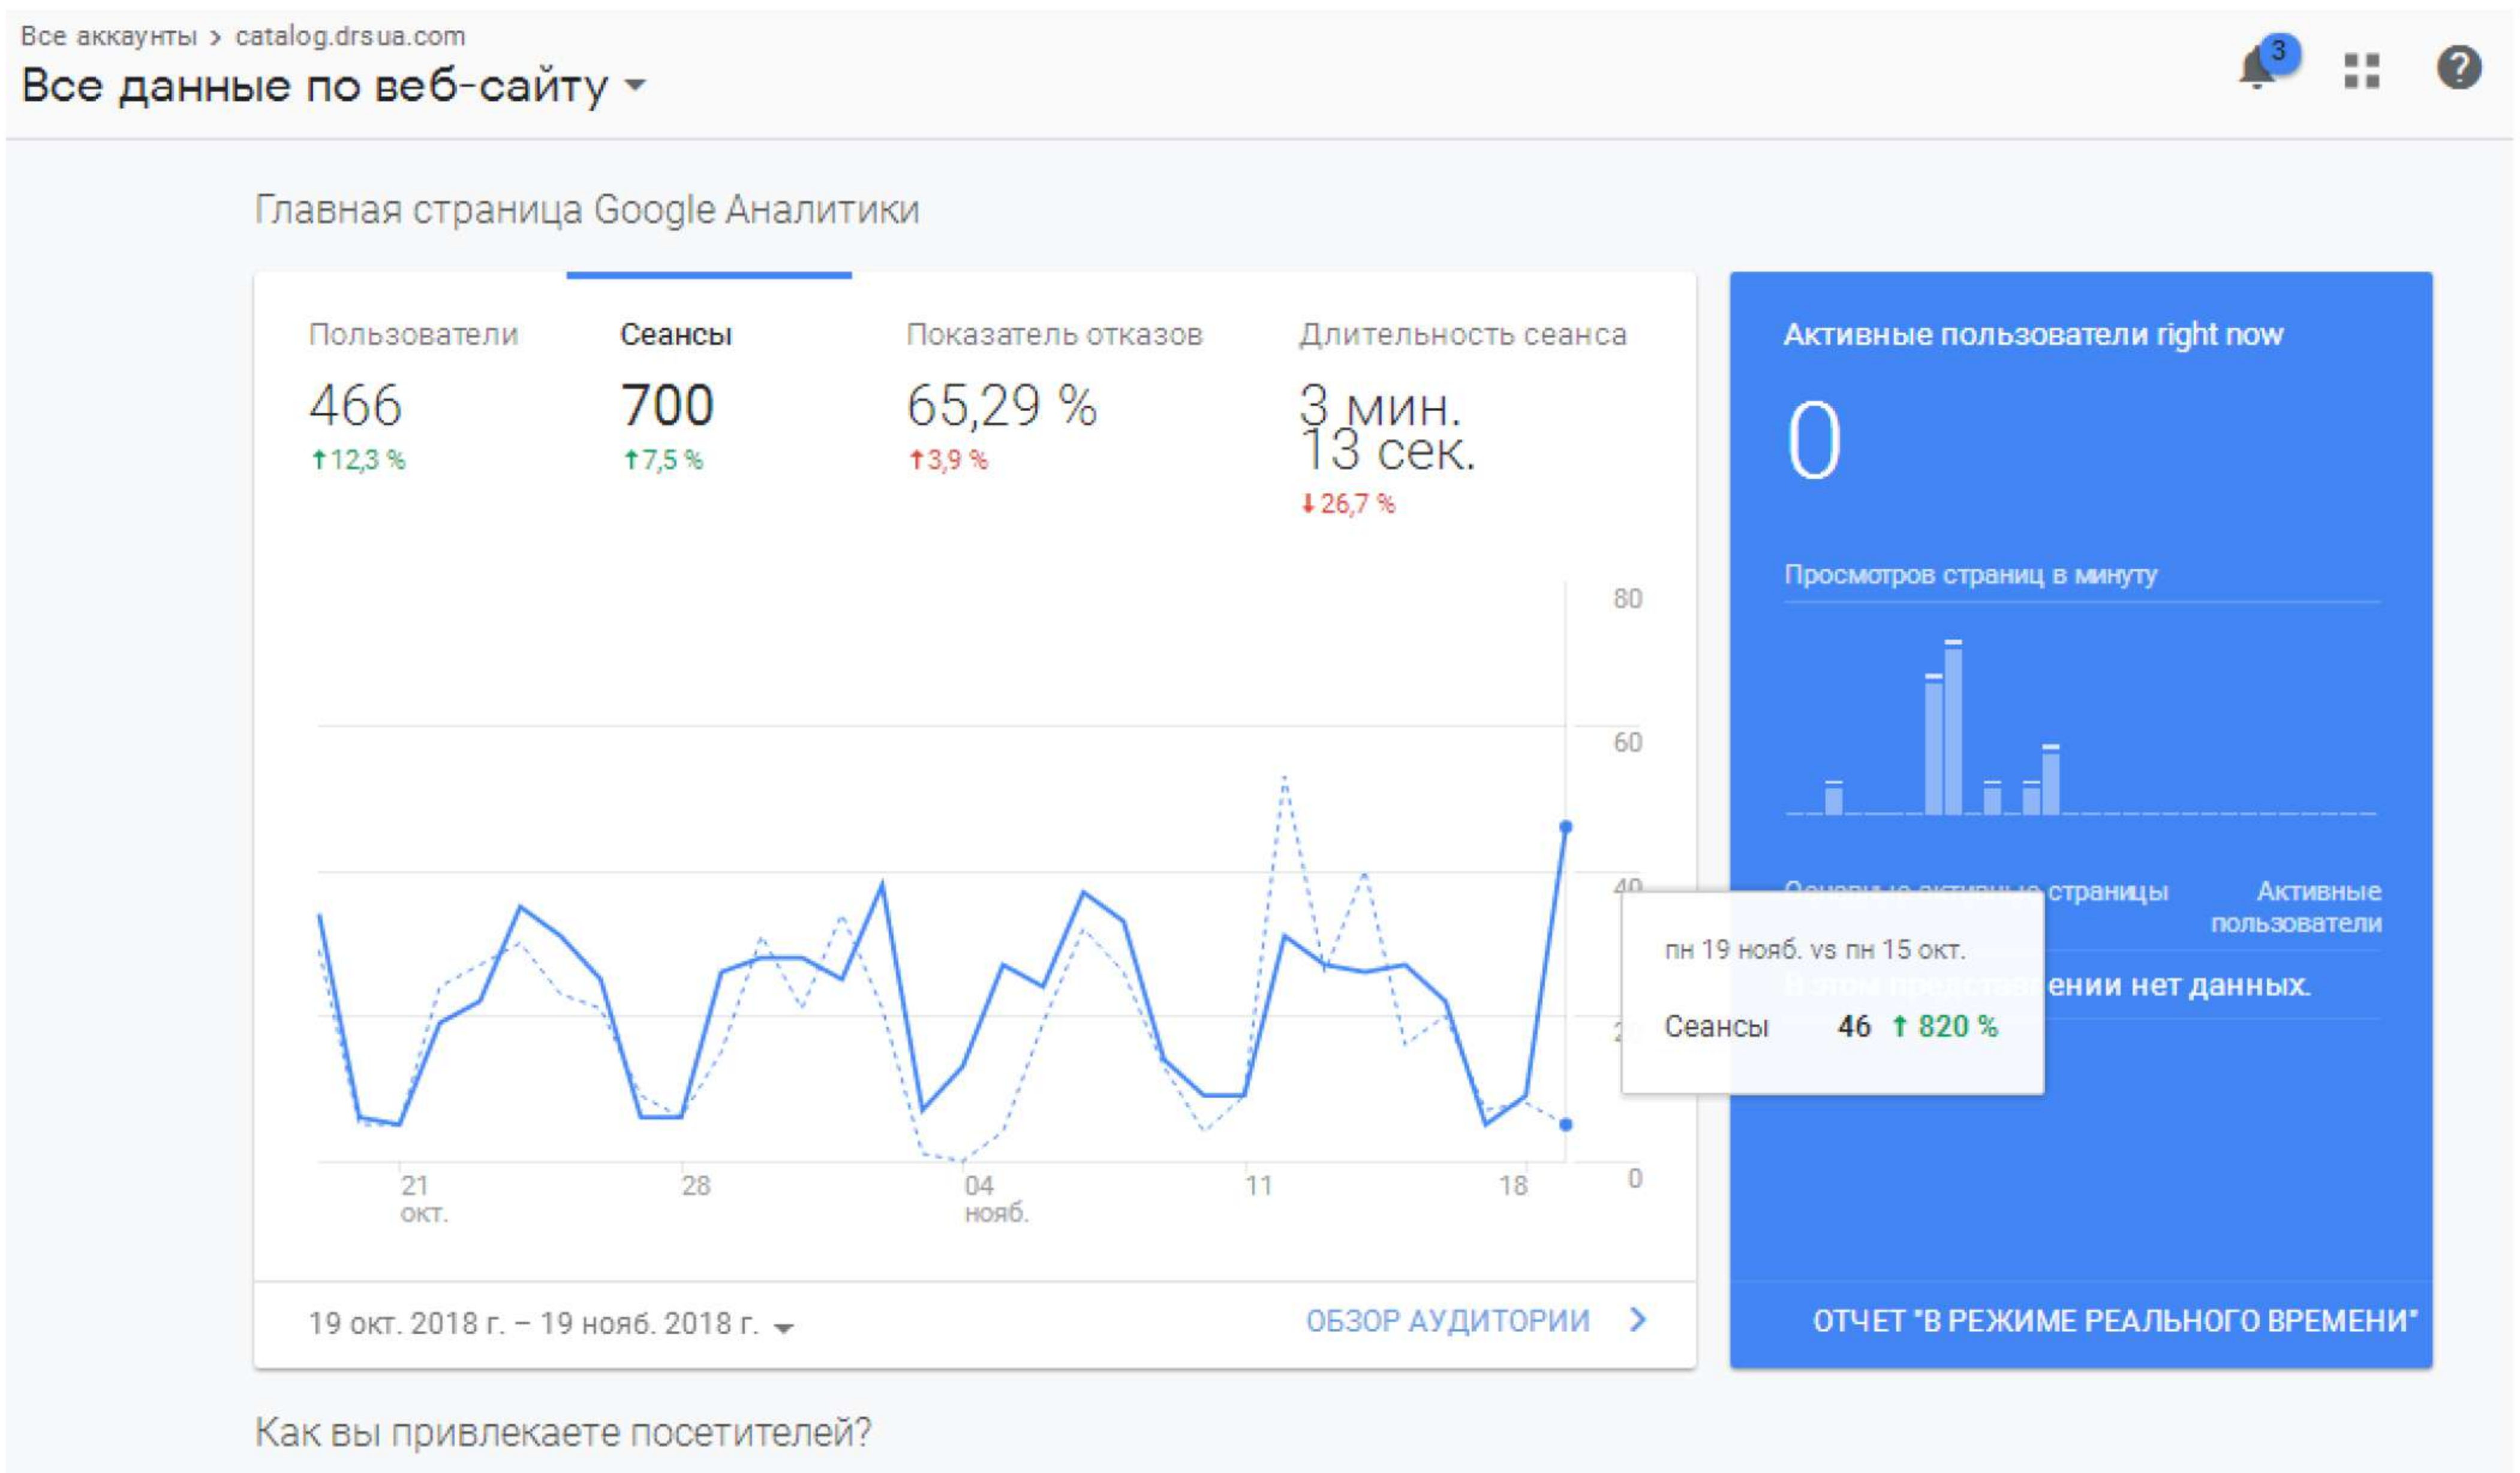 Все аккаунты > catalog.drsua.com
Все данные по веб-сайту
3
Главная страница Google Аналитики
Пользователи
466
↑12,3 %
Сеансы
700
↑7,5 %
Показатель отказов
65,29 %
↑3,9 %
Длительность сеанса
3 мин.
13 сек.
↓26,7 %
80
60
40
0
21
окт.
28
04
нояб.
11
18
пн 19 нояб. vs пн 15 окт.
Сеансы 46 ↑ 820 %
19 окт. 2018 г. – 19 нояб. 2018 г.
ОБЗОР АУДИТОРИИ >
Активные пользователи right now
0
Просмотров страниц в минуту
страницы
Активные
пользователи
нет данных.
ОТЧЕТ "В РЕЖИМЕ РЕАЛЬНОГО ВРЕМЕНИ"
Как вы привлекаете посетителей?